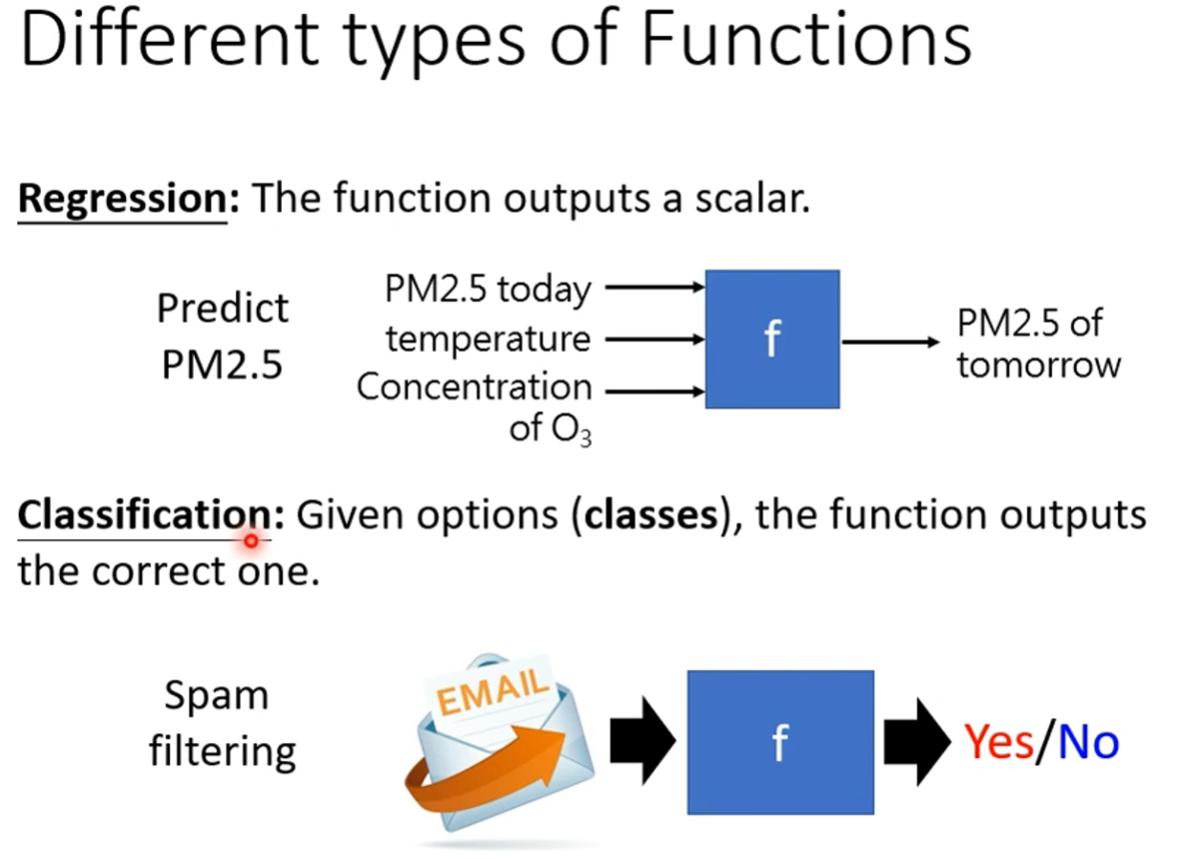 Different types of Functions
Regression: The function outputs a scalar.
Predict
PM2.5
PM2.5 today
temperature
Concentration
of O₃
f
PM2.5 of
tomorrow
Classification: Given options (classes), the function outputs
the correct one.
Spam
filtering
EMAIL
f
Yes/No